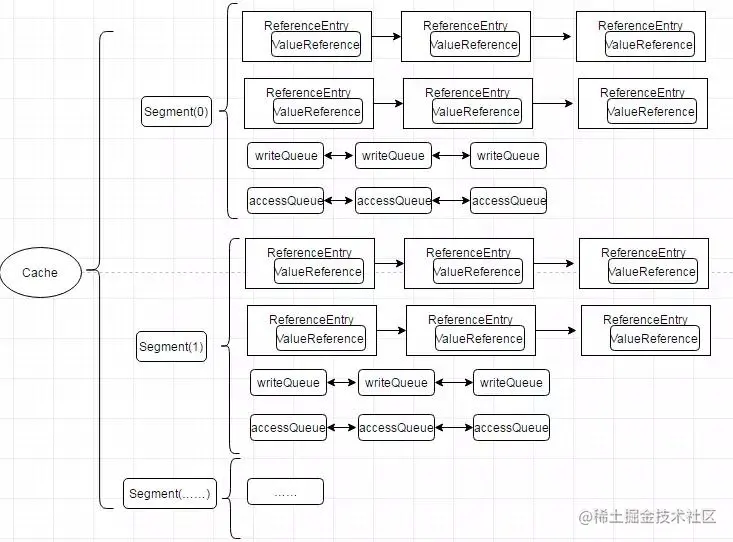 ReferenceEntry
ValueReference
ReferenceEntry
ValueReference
ReferenceEntry
ValueReference
ReferenceEntry
ValueReference
ReferenceEntry
ValueReference
ReferenceEntry
ValueReference
Segment(0)
writeQueue
writeQueue
writeQueue
accessQueue
accessQueue
accessQueue
Cache
ReferenceEntry
ValueReference
ReferenceEntry
ValueReference
ReferenceEntry
ValueReference
ReferenceEntry
ValueReference
ReferenceEntry
ValueReference
ReferenceEntry
ValueReference
Segment(1)
writeQueue
writeQueue
writeQueue
accessQueue
accessQueue
accessQueue
Segment(……)
……
@稀土掘金技术社区